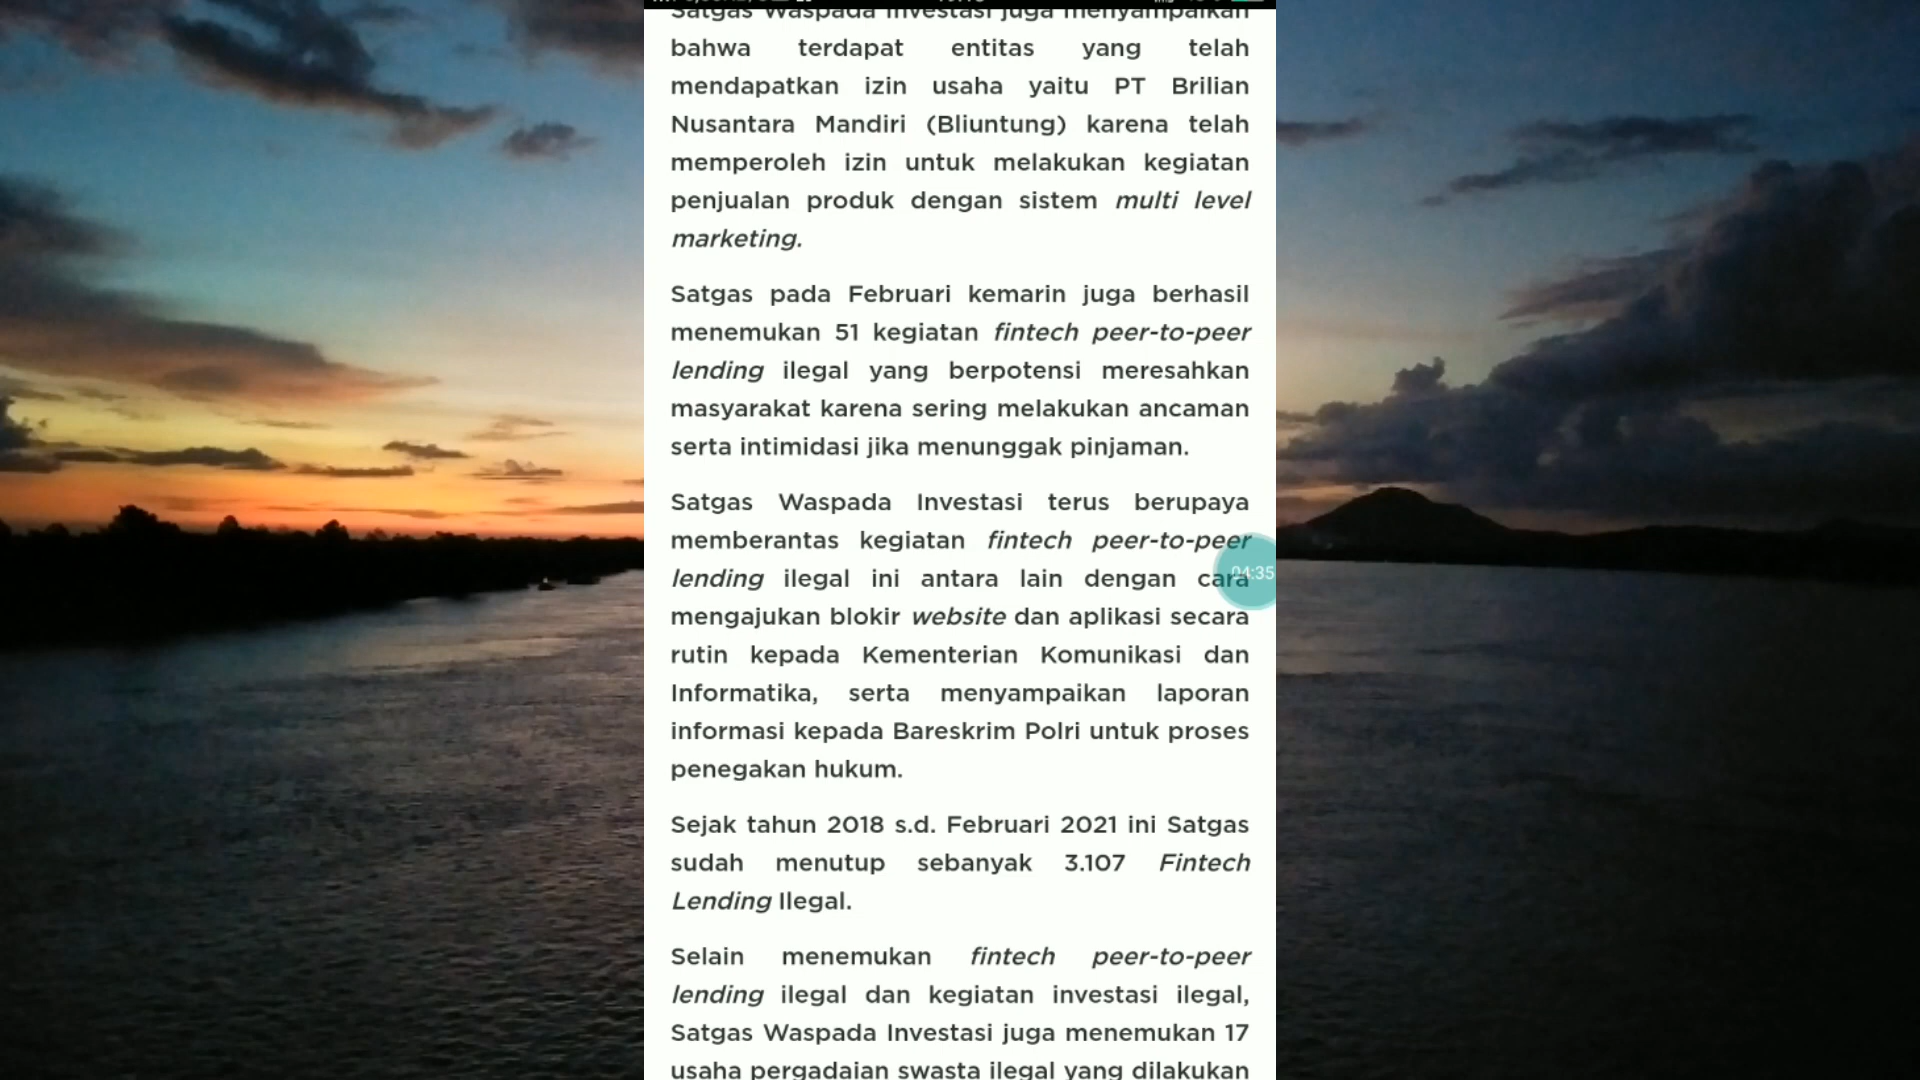 Satgas Waspada Investasi juga menyampaikan
bahwa terdapat entitas yang telah
mendapatkan izin usaha yaitu PT Brilian
Nusantara Mandiri (Bliuntung) karena telah
memperoleh izin untuk melakukan kegiatan
penjualan produk dengan sistem multi level
marketing.
Satgas pada Februari kemarin juga berhasil
menemukan 51 kegiatan fintech peer-to-peer
lending ilegal yang berpotensi meresahkan
masyarakat karena sering melakukan ancaman
serta intimidasi jika menunggak pinjaman.
Satgas Waspada Investasi terus berupaya
memberantas kegiatan fintech peer-to-peer
lending ilegal ini antara lain dengan cara
04:35
mengajukan blokir website dan aplikasi secara
rutin kepada Kementerian Komunikasi dan
Informatika, serta menyampaikan laporan
informasi kepada Bareskrim Polri untuk proses
penegakan hukum.
Sejak tahun 2018 s.d. Februari 2021 ini Satgas
sudah menutup sebanyak 3.107 Fintech
Lending Ilegal.
Selain menemukan fintech peer-to-peer
lending ilegal dan kegiatan investasi ilegal,
Satgas Waspada Investasi juga menemukan 17
usaha pergadaian swasta ilegal yang dilakukan